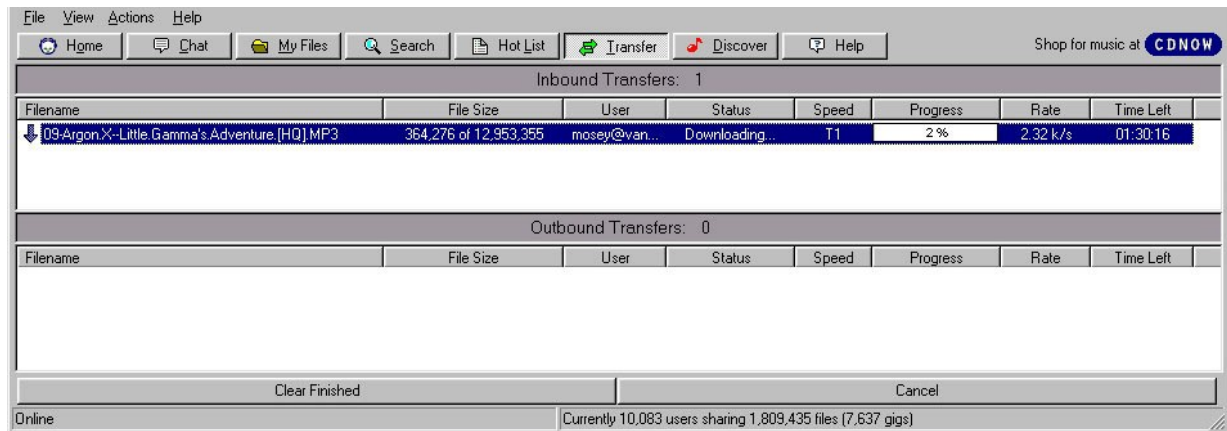 File View Actions Help
Home Chat My Files Search Hot List Transfer Discover Help Shop for music at CDNOW
Inbound Transfers: 1
Filename File Size User Status Speed Progress Rate Time Left
09-Argon.X--Little.Gamma's.Adventure.[HQ].MP3 364,276 of 12,953,355 mosey@van... Downloading... T1 2% 2.32 k/s 01:30:16
Outbound Transfers: 0
Filename File Size User Status Speed Progress Rate Time Left
Clear Finished Cancel
Online Currently 10,083 users sharing 1,809,435 files (7,637 gigs)